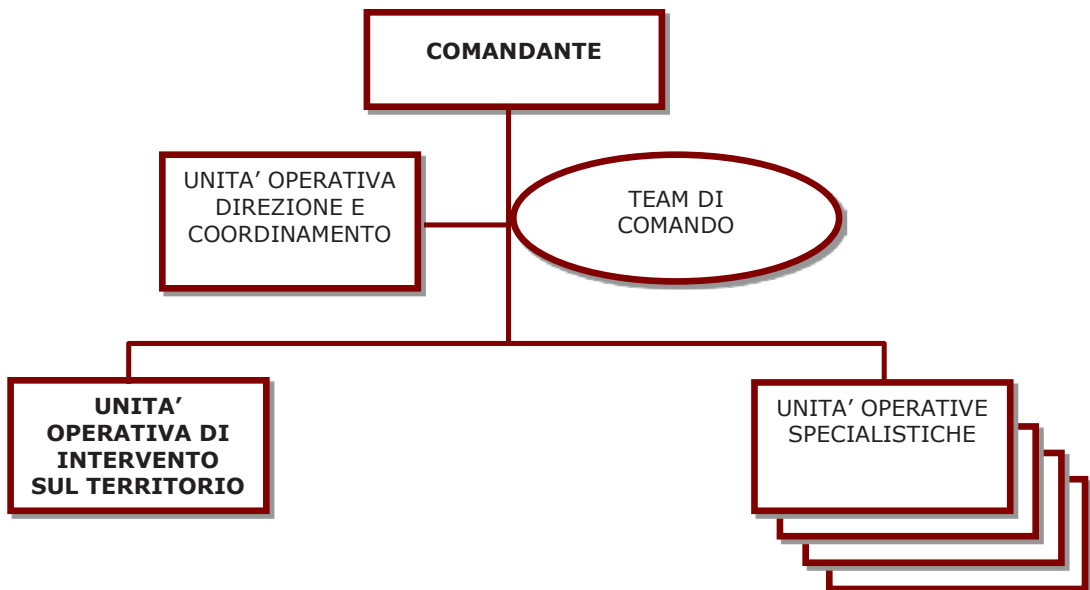 COMANDANTE
UNITA’ OPERATIVA
DIREZIONE E
COORDINAMENTO
TEAM DI
COMANDO
UNITA’
OPERATIVA DI
INTERVENTO
SUL TERRITORIO
UNITA’ OPERATIVE
SPECIALISTICHE